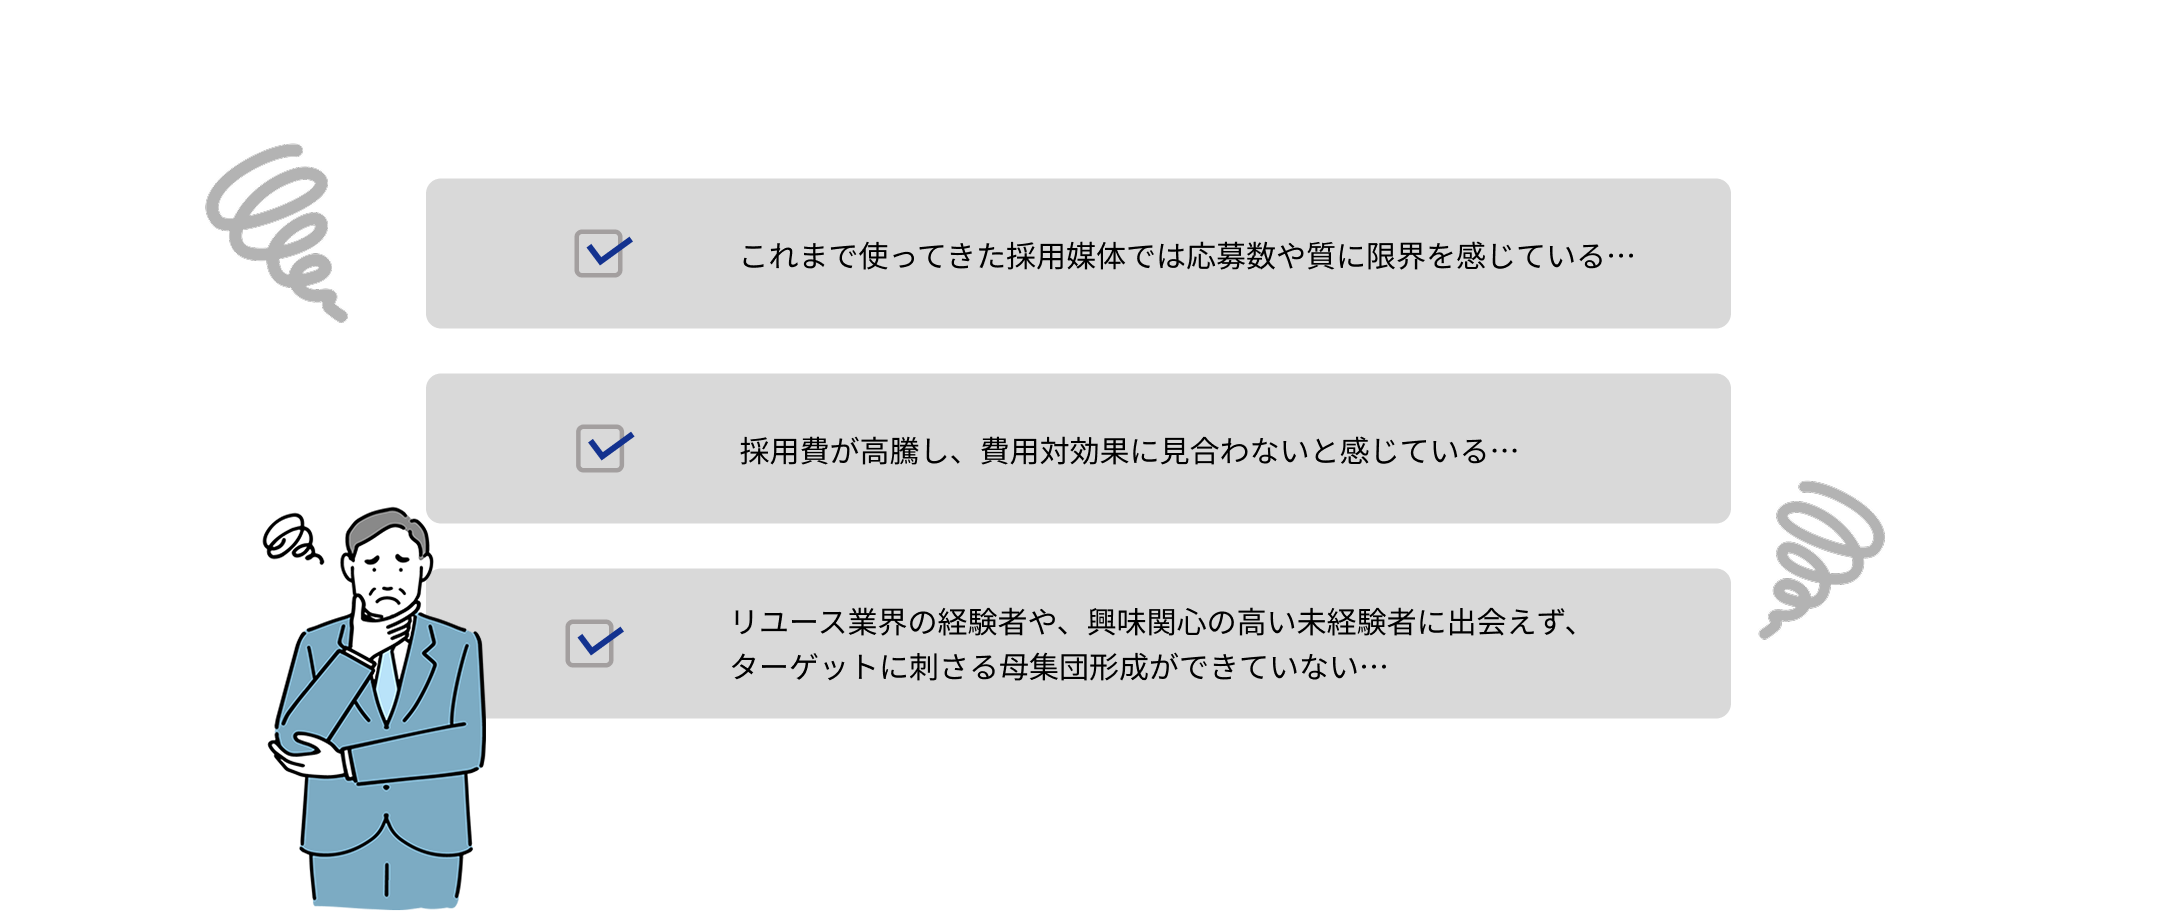 これまで使ってきた採用媒体では応募数や質に限界を感じている…
採用費が高騰し、費用対効果に見合わないと感じている…
リユース業界の経験者や、興味関心の高い未経験者に出会えず、
ターゲットに刺さる母集団形成ができていない…